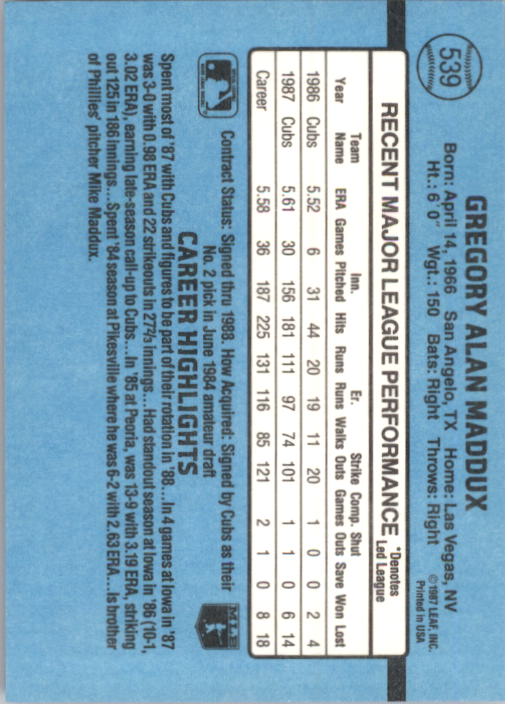 539
GREGORY ALAN MADDUX
Born: April 14, 1966 San Angelo, TX Home: Las Vegas, NV
Ht.: 6' 0" Wgt.: 150 Bats: Right Throws: Right
©1987 LEAF, INC.
Printed in USA
RECENT MAJOR LEAGUE PERFORMANCE
*Denotes
Led League
Team Inn. Er. Strike Comp. Shut
Year Name ERA Games Pitched Hits Runs Runs Walks Outs Games Outs Save Won Lost
1986 Cubs 5.52 6 31 44 20 19 11 20 1 0 0 2 4
1987 Cubs 5.61 30 156 181 111 97 74 101 1 1 0 6 14
Career 5.58 36 187 225 131 116 85 121 2 1 0 8 18
Contract Status: Signed thru 1988. How Acquired: Signed by Cubs as their
No. 2 pick in June 1984 amateur draft
MLB
CAREER HIGHLIGHTS
Spent most of '87 with Cubs and figures to be part of their rotation in '88...In 4 games at Iowa in '87
was 3-0 with 0.98 ERA and 22 strikeouts in 27⅔ innings...Had standout season at Iowa in '86 (10-1,
3.02 ERA), earning late-season call-up to Cubs...In '85 at Peoria, was 13-9 with 3.19 ERA, striking
out 125 in 186 innings...Spent '84 season at Pikesville where he was 6-2 with 2.63 ERA...Is brother
of Phillies' pitcher Mike Maddux.